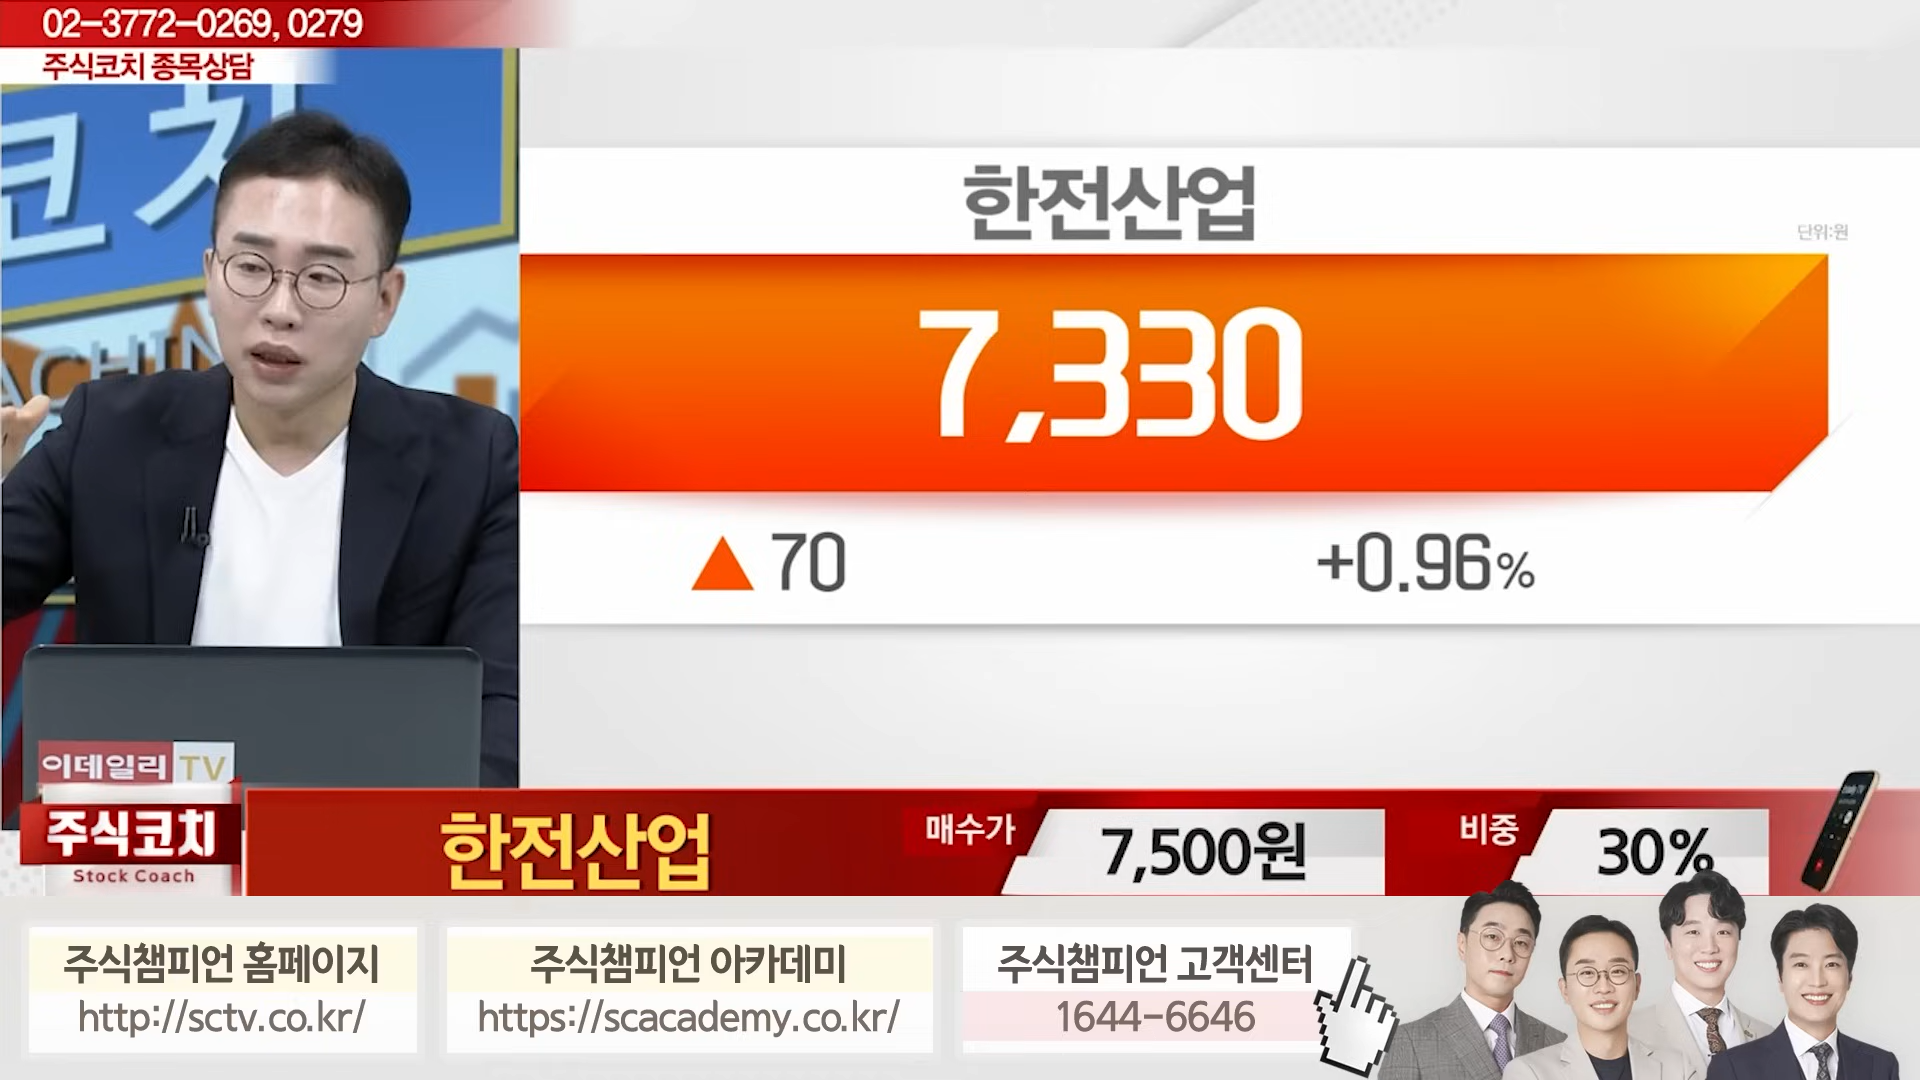 02-3772-0269, 0279
주식코치 종목상담
코치
ACHIN
한전산업
단위:원
7,330
▲ 70
+0.96%
이데일리 TV
주식코치
Stock Coach
한전산업
매수가
7,500원
비중
30%
주식챔피언 홈페이지
http://sctv.co.kr/
주식챔피언 아카데미
https://scacademy.co.kr/
주식챔피언 고객센터
1644-6646